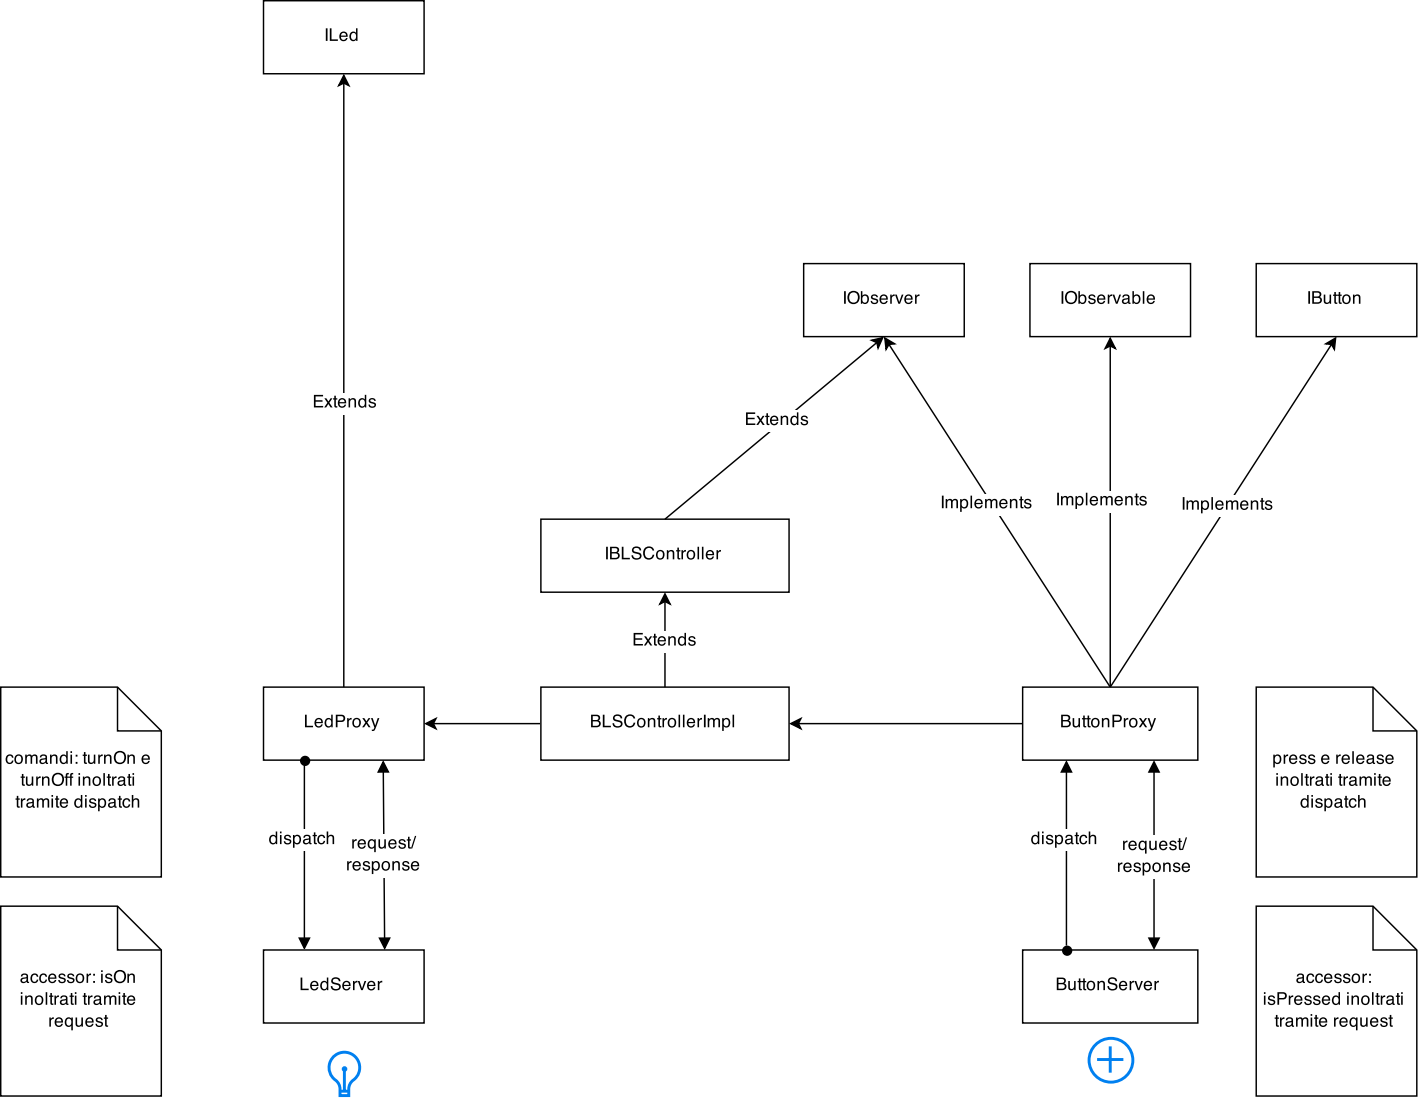 ILed
IObserver
IObservable
IButton
Extends
Extends
Implements
Implements
Implements
IBLSController
Extends
LedProxy
BLSControllerImpl
ButtonProxy
comandi: turnOn e
turnOff inoltrati
tramite dispatch
press e release
inoltrati tramite
dispatch
dispatch
request/
response
dispatch
request/
response
accessor: isOn
inoltrati tramite
request
LedServer
ButtonServer
accessor:
isPressed inoltrati
tramite request